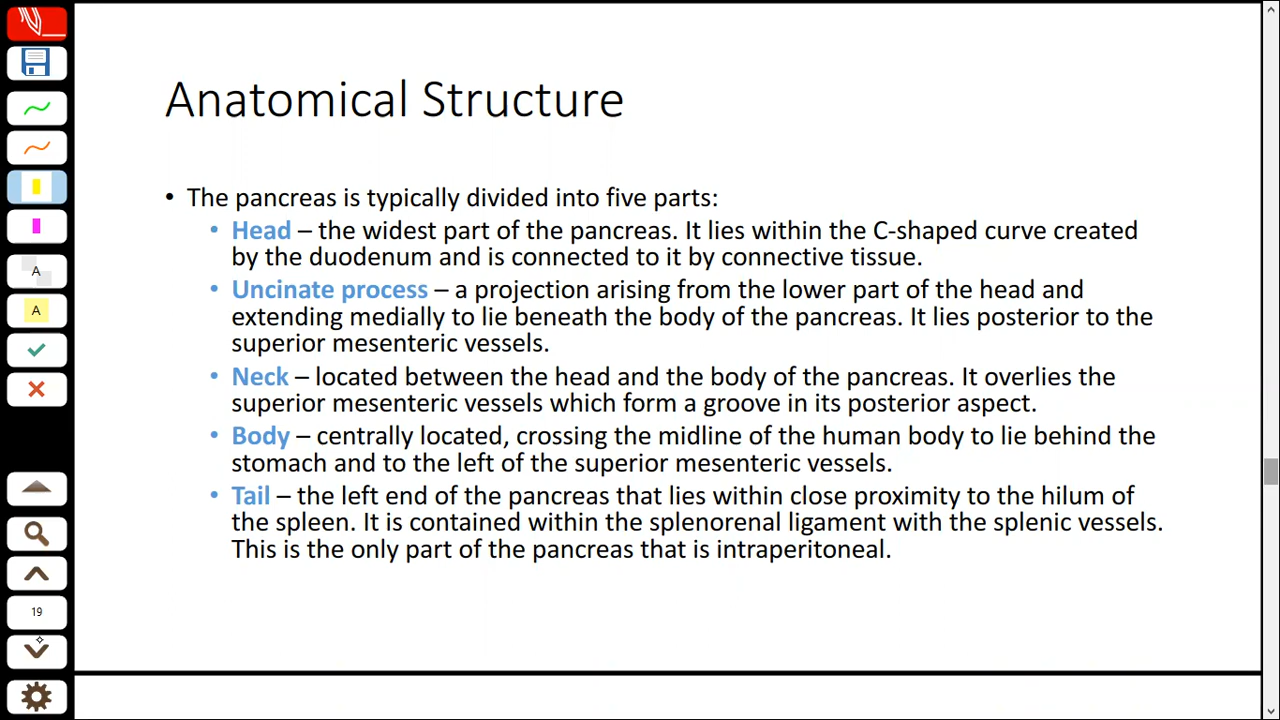 Anatomical Structure
• The pancreas is typically divided into five parts:
• Head – the widest part of the pancreas. It lies within the C-shaped curve created
by the duodenum and is connected to it by connective tissue.
• Uncinate process – a projection arising from the lower part of the head and
extending medially to lie beneath the body of the pancreas. It lies posterior to the
superior mesenteric vessels.
• Neck – located between the head and the body of the pancreas. It overlies the
superior mesenteric vessels which form a groove in its posterior aspect.
• Body – centrally located, crossing the midline of the human body to lie behind the
stomach and to the left of the superior mesenteric vessels.
• Tail – the left end of the pancreas that lies within close proximity to the hilum of
the spleen. It is contained within the splenorenal ligament with the splenic vessels.
This is the only part of the pancreas that is intraperitoneal.
A
A
19